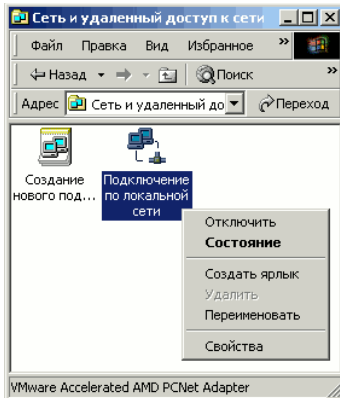 Сеть и удаленный доступ к сети
Файл Правка Вид Избранное »
Назад Поиск »
Адрес Сеть и удаленный до Переход
Создание
нового под...
Подключение
по локальной
сети
Отключить
Состояние
Создать ярлык
Удалить
Переименовать
Свойства
VMware Accelerated AMD PCNet Adapter